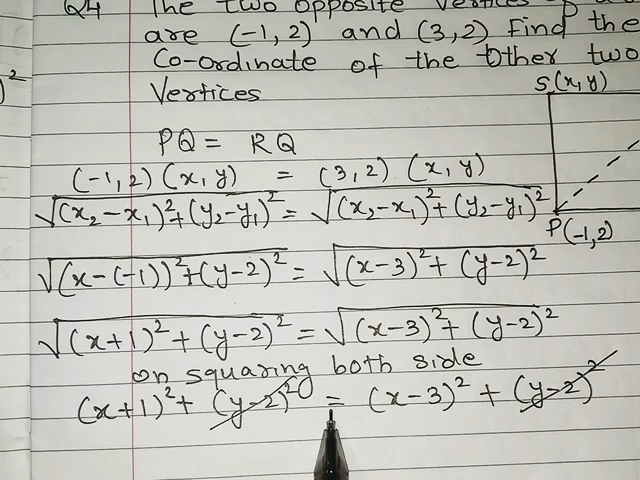 Q4 The two opposite vertices
are (-1, 2) and (3, 2) Find the
Co-ordinate of the Other two
Vertices
S(x, y)
PQ = RQ
(-1, 2) (x, y) = (3, 2) (x, y)
√(x₂-x₁)²+(y₂-y₁)² = √(x₂-x₁)²+(y₂-y₁)²
P(-1, 2)
√(x-(-1))²+(y-2)² = √(x-3)²+(y-2)²
√(x+1)²+(y-2)² = √(x-3)²+(y-2)²
on squaring both side
(x+1)²+(y-2)² = (x-3)²+(y-2)²
)²